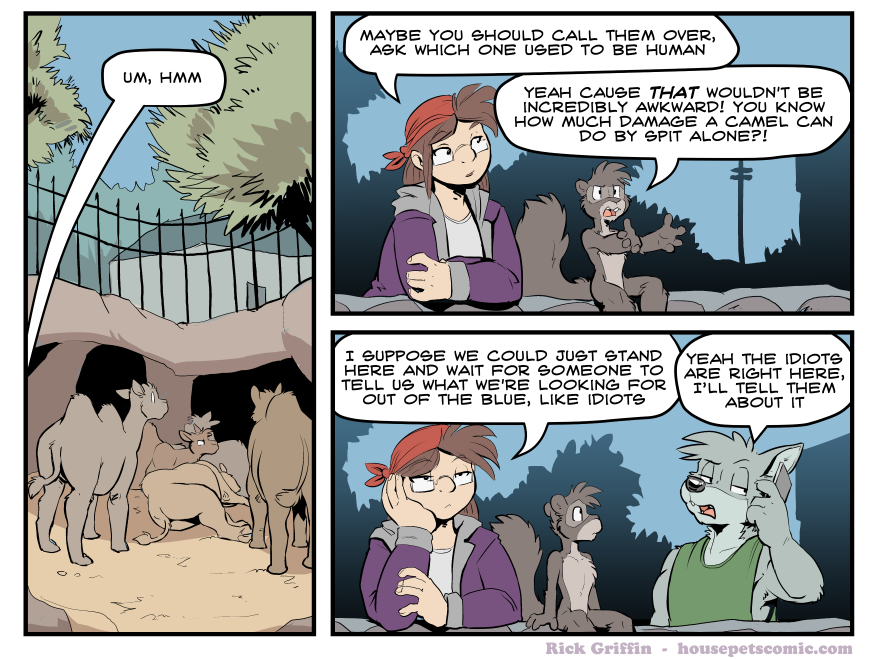 UM, HMM
MAYBE YOU SHOULD CALL THEM OVER,
ASK WHICH ONE USED TO BE HUMAN
YEAH CAUSE THAT WOULDN'T BE
INCREDIBLY AWKWARD! YOU KNOW
HOW MUCH DAMAGE A CAMEL CAN
DO BY SPIT ALONE?!
I SUPPOSE WE COULD JUST STAND
HERE AND WAIT FOR SOMEONE TO
TELL US WHAT WE'RE LOOKING FOR
OUT OF THE BLUE, LIKE IDIOTS
YEAH THE IDIOTS
ARE RIGHT HERE,
I'LL TELL THEM
ABOUT IT
Rick Griffin - housepetscomic.com